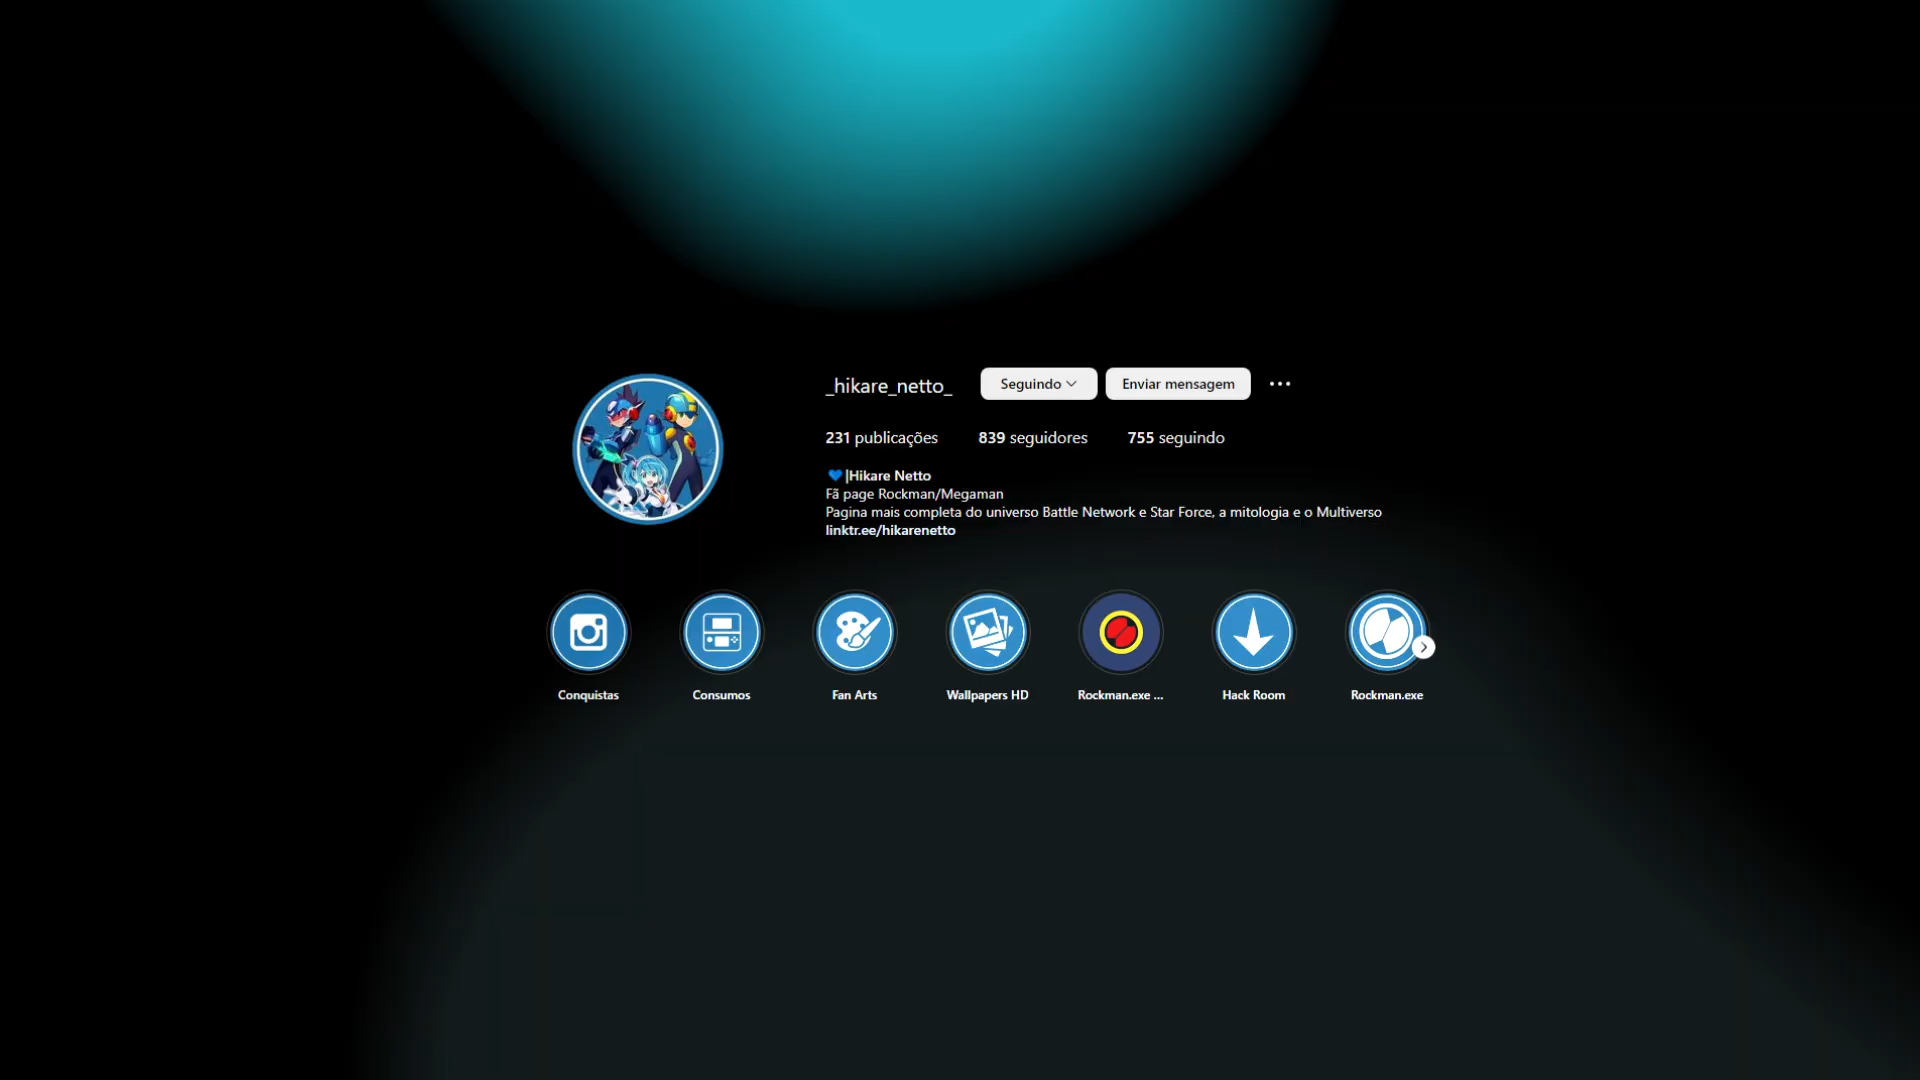 _hikare_netto_ Seguindo Enviar mensagem
231 publicações 839 seguidores 755 seguindo
💙|Hikare Netto
Fã page Rockman/Megaman
Pagina mais completa do universo Battle Network e Star Force, a mitologia e o Multiverso
linktr.ee/hikarenetto
Conquistas Consumos Fan Arts Wallpapers HD Rockman.exe ... Hack Room Rockman.exe